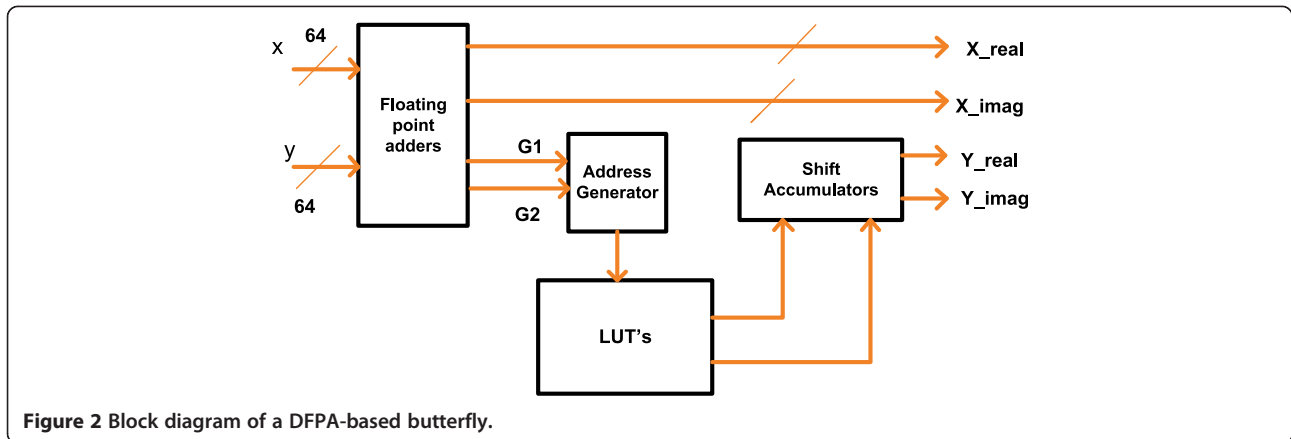 x
64
X_real
Floating
point
adders
X_imag
y
64
G1
G2
Address
Generator
Shift
Accumulators
Y_real
Y_imag
LUT's
Figure 2 Block diagram of a DFPA-based butterfly.